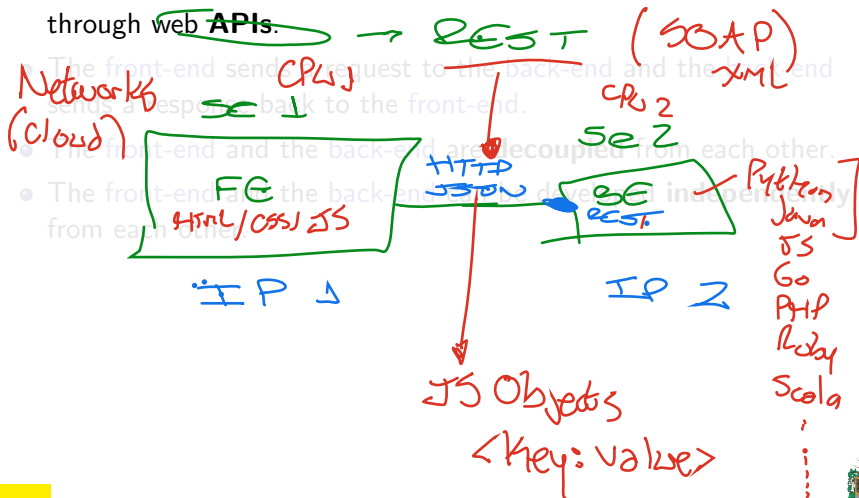 through web APIs.
→ REST (SOAP)
XML
The front-end sends request to the back-end and the end
CPU 1
Networks
(Cloud)
sends a response back to the front-end.
SE 1
CPU 2
SE 2
The front-end and the back-end are decoupled from each other.
HTTP
JSON
FE
HTML/CSS/JS
BE
REST.
The front-end the back-end developed independently
from each other.
Python
Java
JS
Go
PHP
Ruby
Scala
IP 1
IP 2
JS Objects
<Key: value>